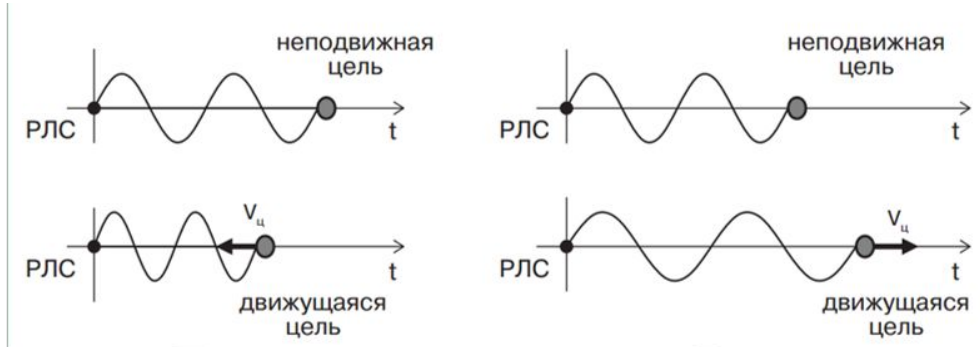 неподвижная
цель
РЛС
t
неподвижная
цель
РЛС
t
Vц
РЛС
t
движущаяся
цель
Vц
РЛС
t
движущаяся
цель